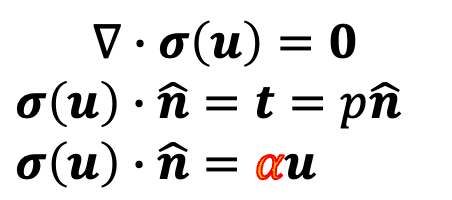 ∇ · σ(u) = 0
σ(u) · n̂ = t = pn̂
σ(u) · n̂ = αu